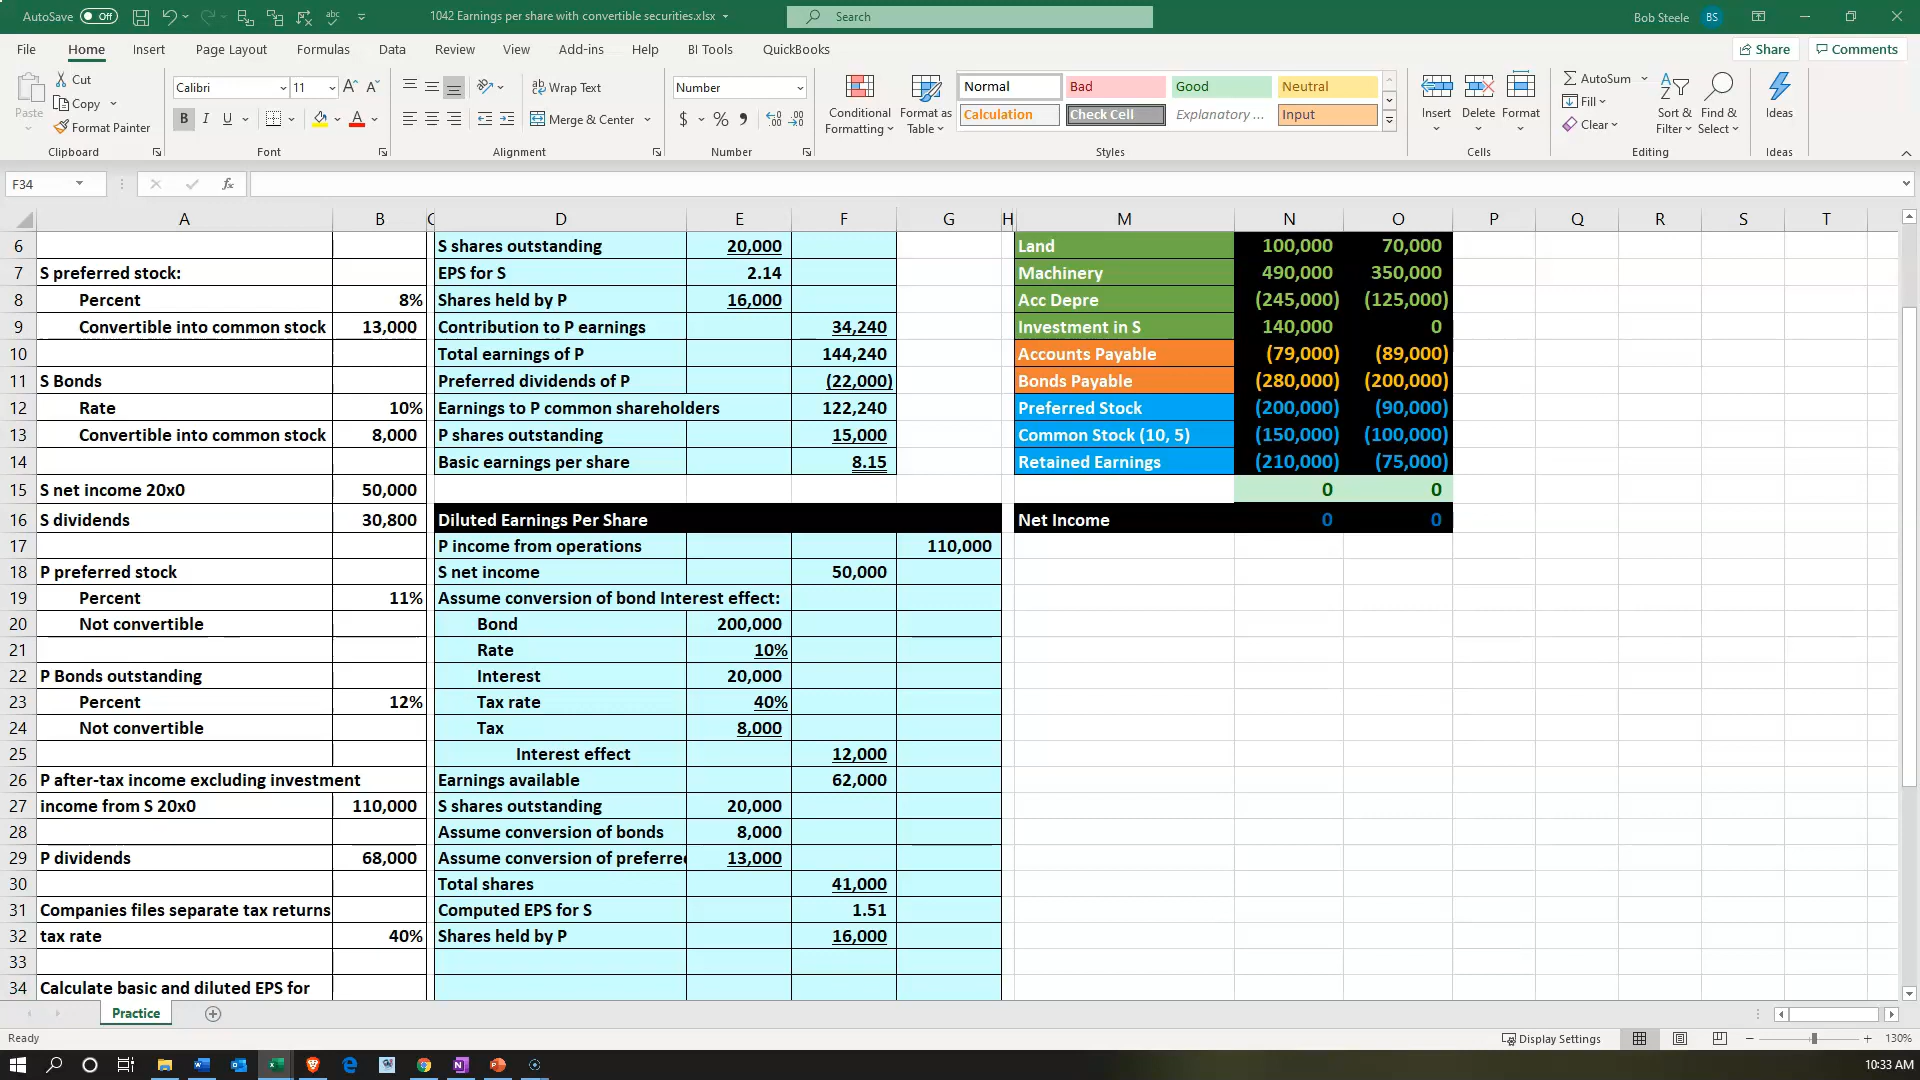 AutoSave Off 1042 Earnings per share with convertible securities.xlsx Search Bob Steele BS
File Home Insert Page Layout Formulas Data Review View Add-ins Help BI Tools QuickBooks Share Comments
Paste Cut Copy Format Painter
Calibri 11 B I U A
Wrap Text Merge & Center
Number $ % 9
Conditional Formatting Format as Table
Normal Bad Good Neutral
Calculation Check Cell Explanatory ... Input
Insert Delete Format
AutoSum Fill Clear Sort & Filter Find & Select Ideas
Clipboard Font Alignment Number Styles Cells Editing Ideas
F34 fx
A B C D E F G H M N O P Q R S T
6 S shares outstanding 20,000 Land 100,000 70,000
7 S preferred stock: EPS for S 2.14 Machinery 490,000 350,000
8 Percent 8% Shares held by P 16,000 Acc Depre (245,000) (125,000)
9 Convertible into common stock 13,000 Contribution to P earnings 34,240 Investment in S 140,000 0
10 Total earnings of P 144,240 Accounts Payable (79,000) (89,000)
11 S Bonds Preferred dividends of P (22,000) Bonds Payable (280,000) (200,000)
12 Rate 10% Earnings to P common shareholders 122,240 Preferred Stock (200,000) (90,000)
13 Convertible into common stock 8,000 P shares outstanding 15,000 Common Stock (10, 5) (150,000) (100,000)
14 Basic earnings per share 8.15 Retained Earnings (210,000) (75,000)
15 S net income 20x0 50,000 0 0
16 S dividends 30,800 Diluted Earnings Per Share Net Income 0 0
17 P income from operations 110,000
18 P preferred stock S net income 50,000
19 Percent 11% Assume conversion of bond Interest effect:
20 Not convertible Bond 200,000
21 Rate 10%
22 P Bonds outstanding Interest 20,000
23 Percent 12% Tax rate 40%
24 Not convertible Tax 8,000
25 Interest effect 12,000
26 P after-tax income excluding investment Earnings available 62,000
27 income from S 20x0 110,000 S shares outstanding 20,000
28 Assume conversion of bonds 8,000
29 P dividends 68,000 Assume conversion of preferred 13,000
30 Total shares 41,000
31 Companies files separate tax returns Computed EPS for S 1.51
32 tax rate 40% Shares held by P 16,000
33
34 Calculate basic and diluted EPS for
Practice
Ready Display Settings 130%
10:33 AM